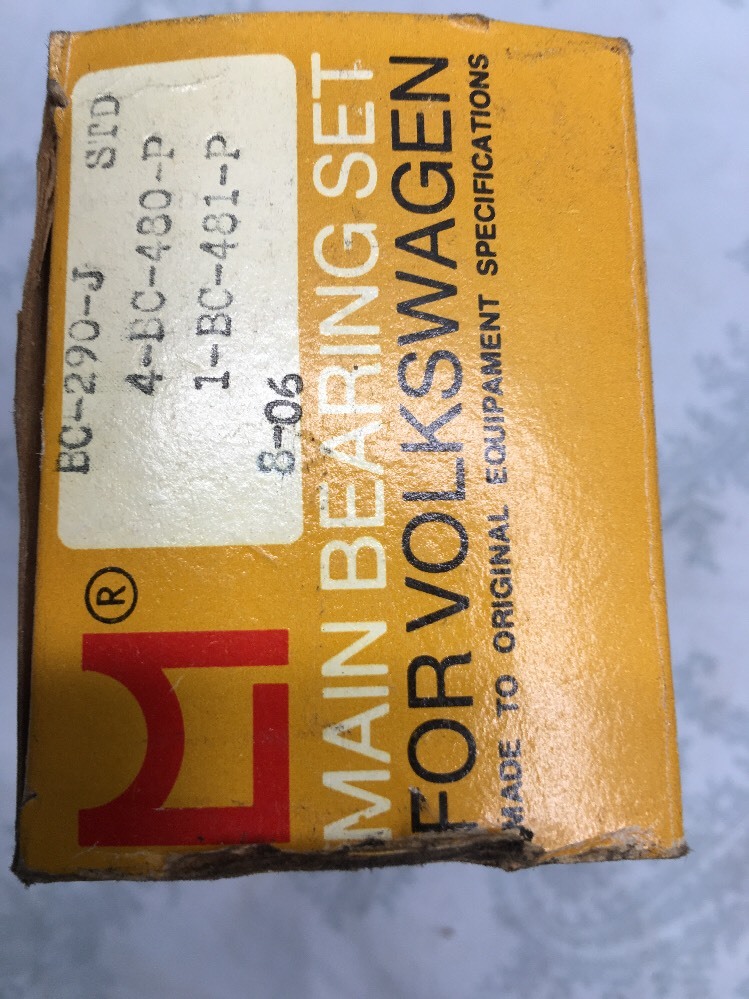 BC-290-J STD
4-BC-480-P
1-BC-481-P
8-06
®
MAIN BEARING SET
FOR VOLKSWAGEN
MADE TO ORIGINAL EQUIPAMENT SPECIFICATIONS